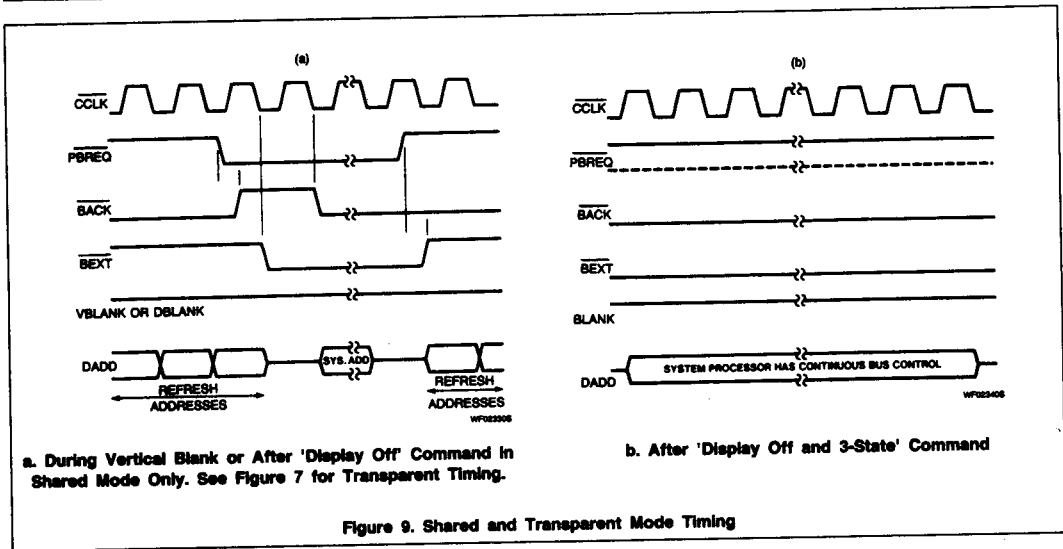 (a)
CCLK
PBREQ
BACK
BEXT
VBLANK OR DBLANK
DADD
SYS. ADD
REFRESH
ADDRESSES
REFRESH
ADDRESSES
WF02330S
a. During Vertical Blank or After 'Display Off' Command in
Shared Mode Only. See Figure 7 for Transparent Timing.
(b)
CCLK
PBREQ
BACK
BEXT
BLANK
DADD
SYSTEM PROCESSOR HAS CONTINUOUS BUS CONTROL
WF02340S
b. After 'Display Off and 3-State' Command
Figure 9. Shared and Transparent Mode Timing